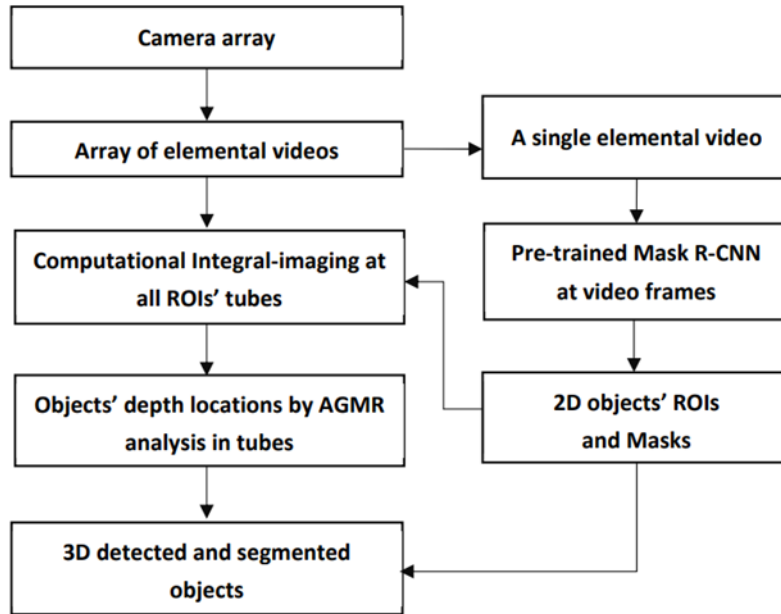 Camera array
Array of elemental videos
A single elemental video
Computational Integral-imaging at
all ROIs’ tubes
Pre-trained Mask R-CNN
at video frames
Objects’ depth locations by AGMR
analysis in tubes
2D objects’ ROIs
and Masks
3D detected and segmented
objects